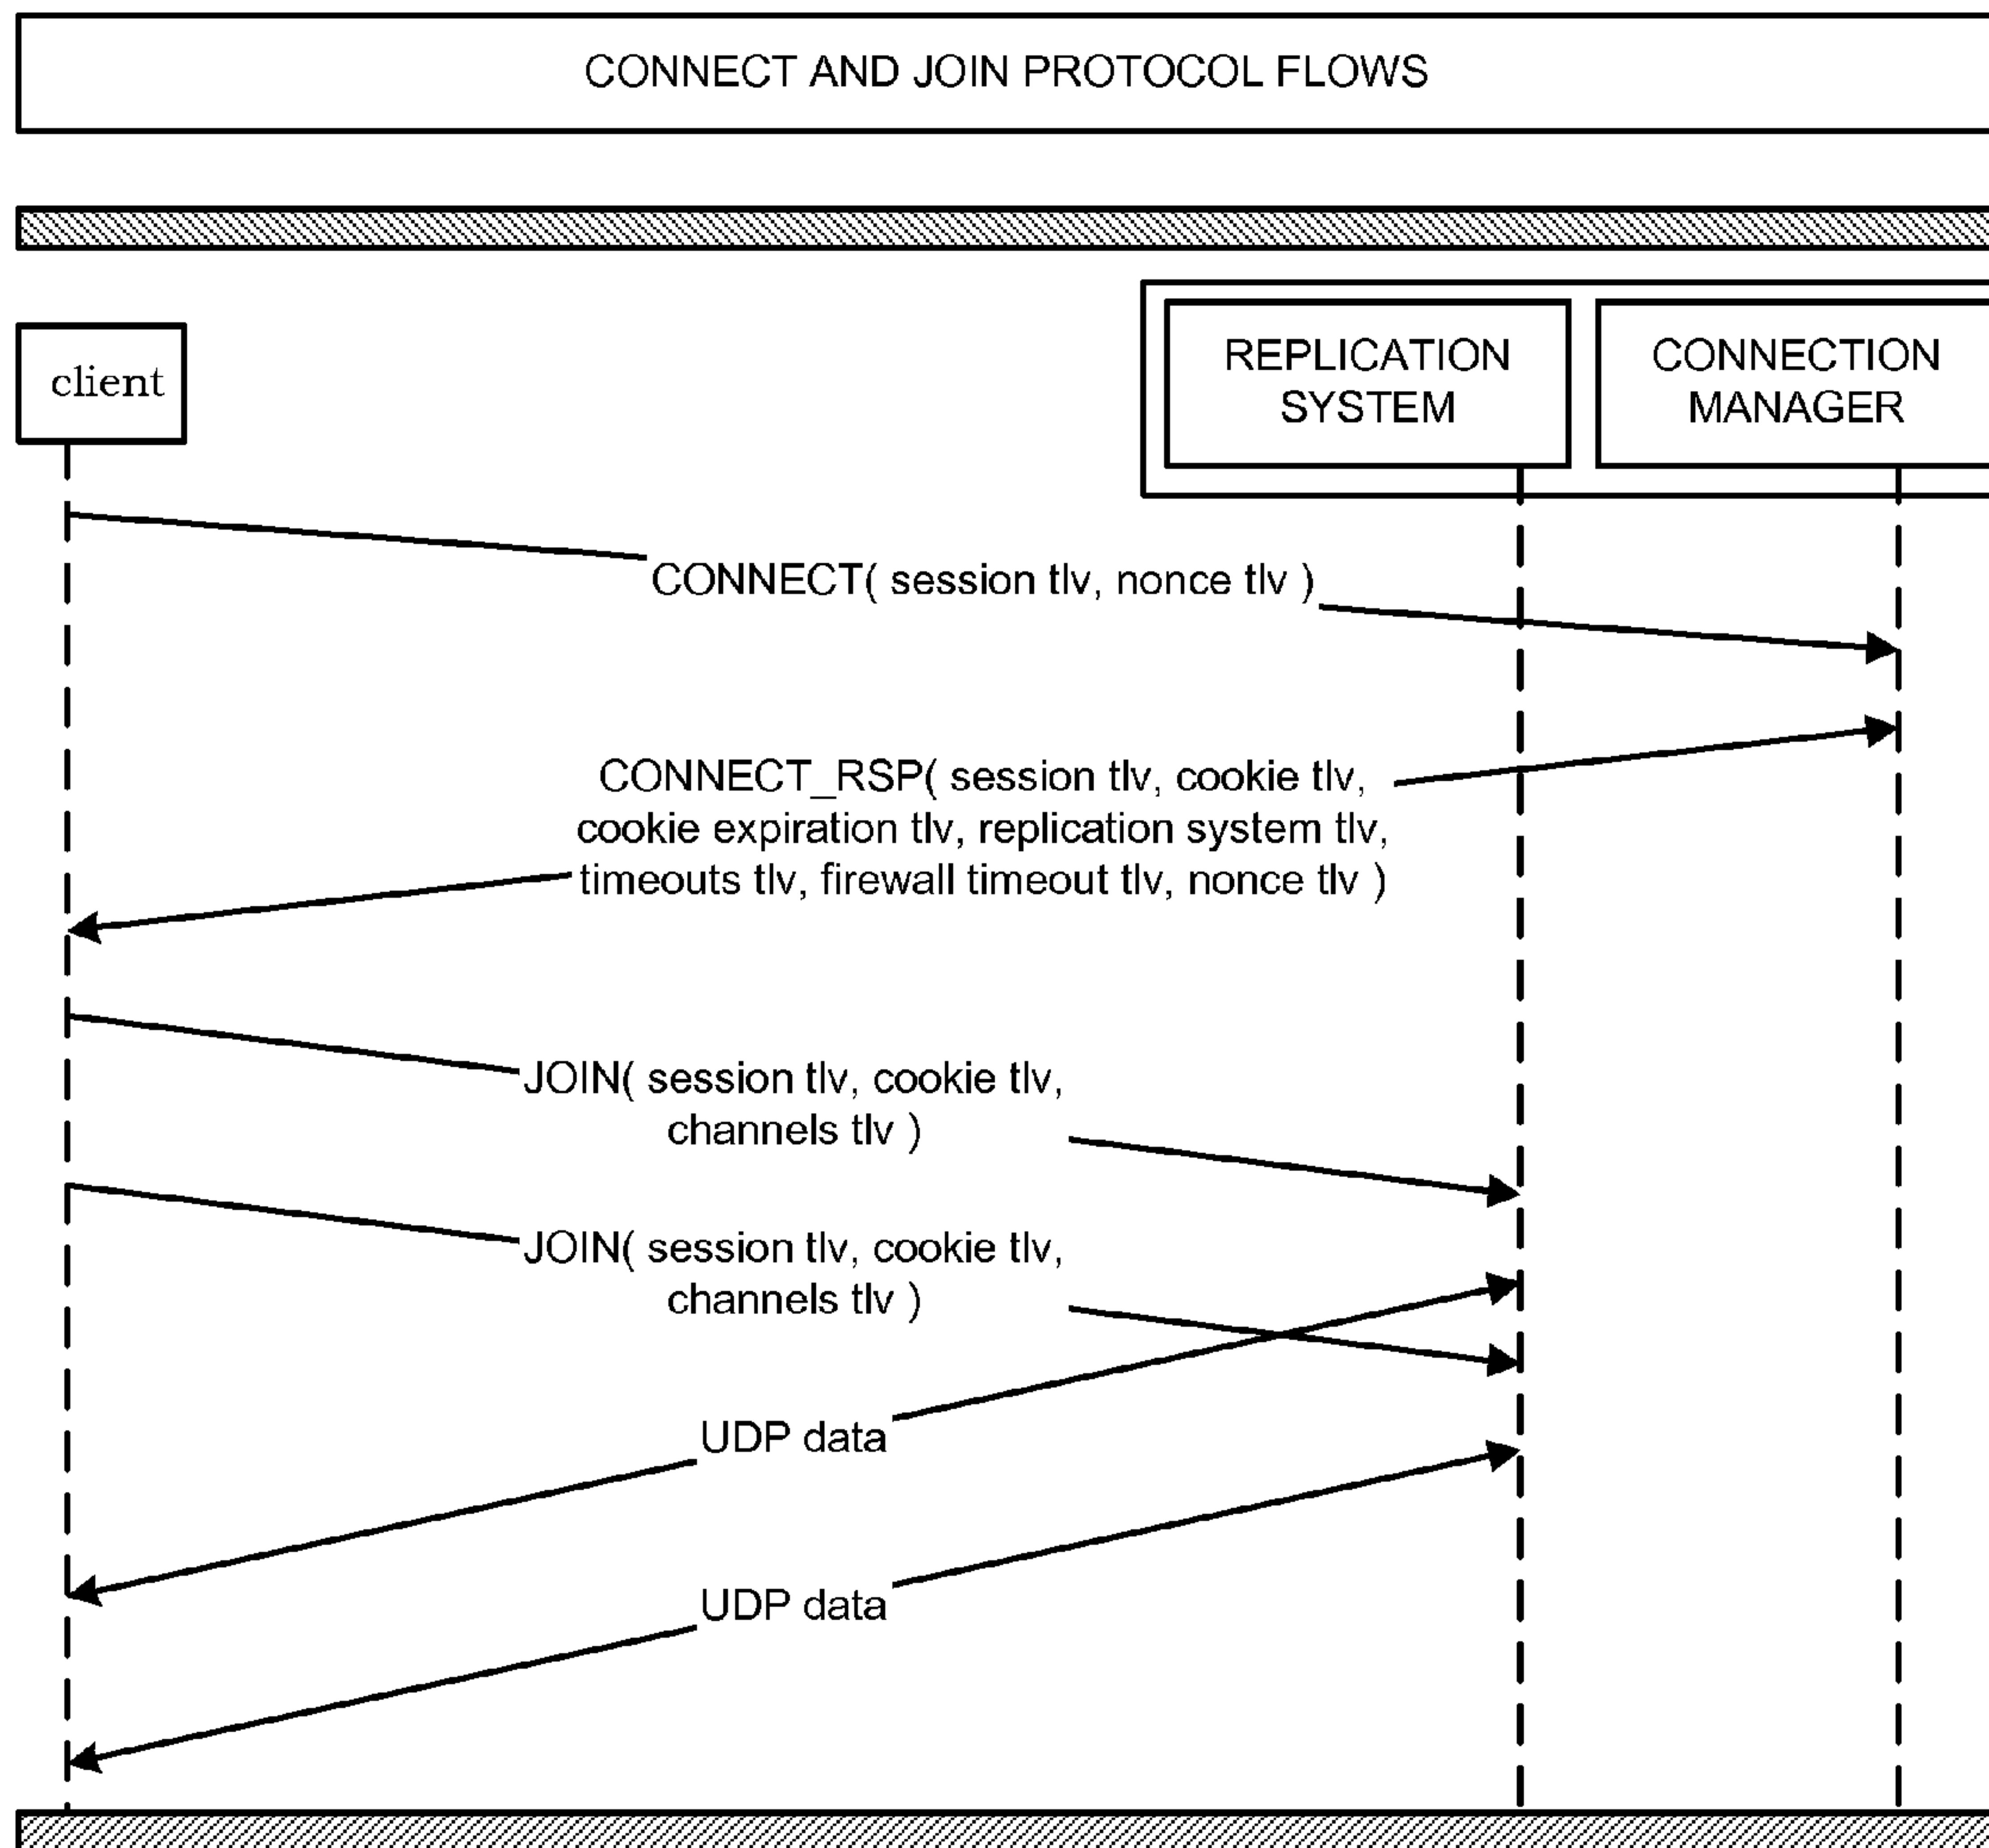 CONNECT AND JOIN PROTOCOL FLOWS
client
REPLICATION
SYSTEM
CONNECTION
MANAGER
CONNECT( session tlv, nonce tlv )
CONNECT_RSP( session tlv, cookie tlv,
cookie expiration tlv, replication system tlv,
timeouts tlv, firewall timeout tlv, nonce tlv )
JOIN( session tlv, cookie tlv,
channels tlv )
JOIN( session tlv, cookie tlv,
channels tlv )
UDP data
UDP data